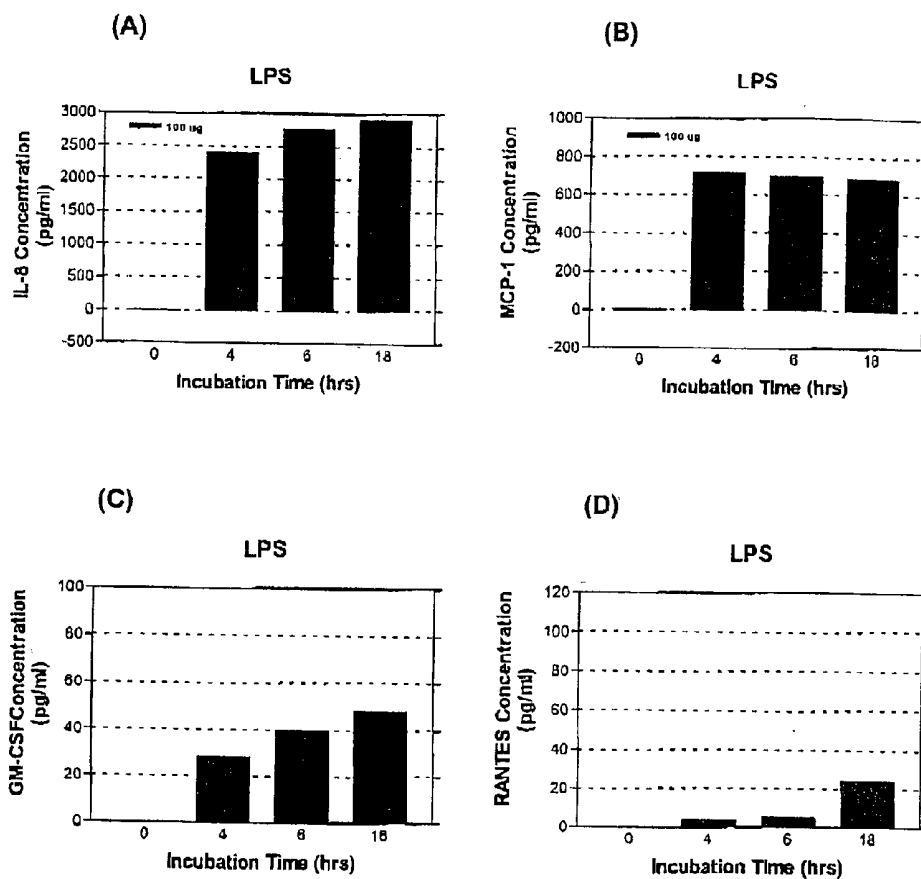 (A)
LPS
100 ug
3000
2500
2000
1500
1000
500
0
-500
IL-8 Concentration
(pg/ml)
0 4 6 18
Incubation Time (hrs)
(B)
LPS
100 ug
1000
800
600
400
200
0
-200
MCP-1 Concentration
(pg/ml)
0 4 6 18
Incubation Time (hrs)
(C)
LPS
100
80
60
40
20
0
GM-CSFConcentration
(pg/ml)
0 4 6 18
Incubation Time (hrs)
(D)
LPS
120
100
80
60
40
20
0
RANTES Concentration
(pg/ml)
0 4 6 18
Incubation Time (hrs)